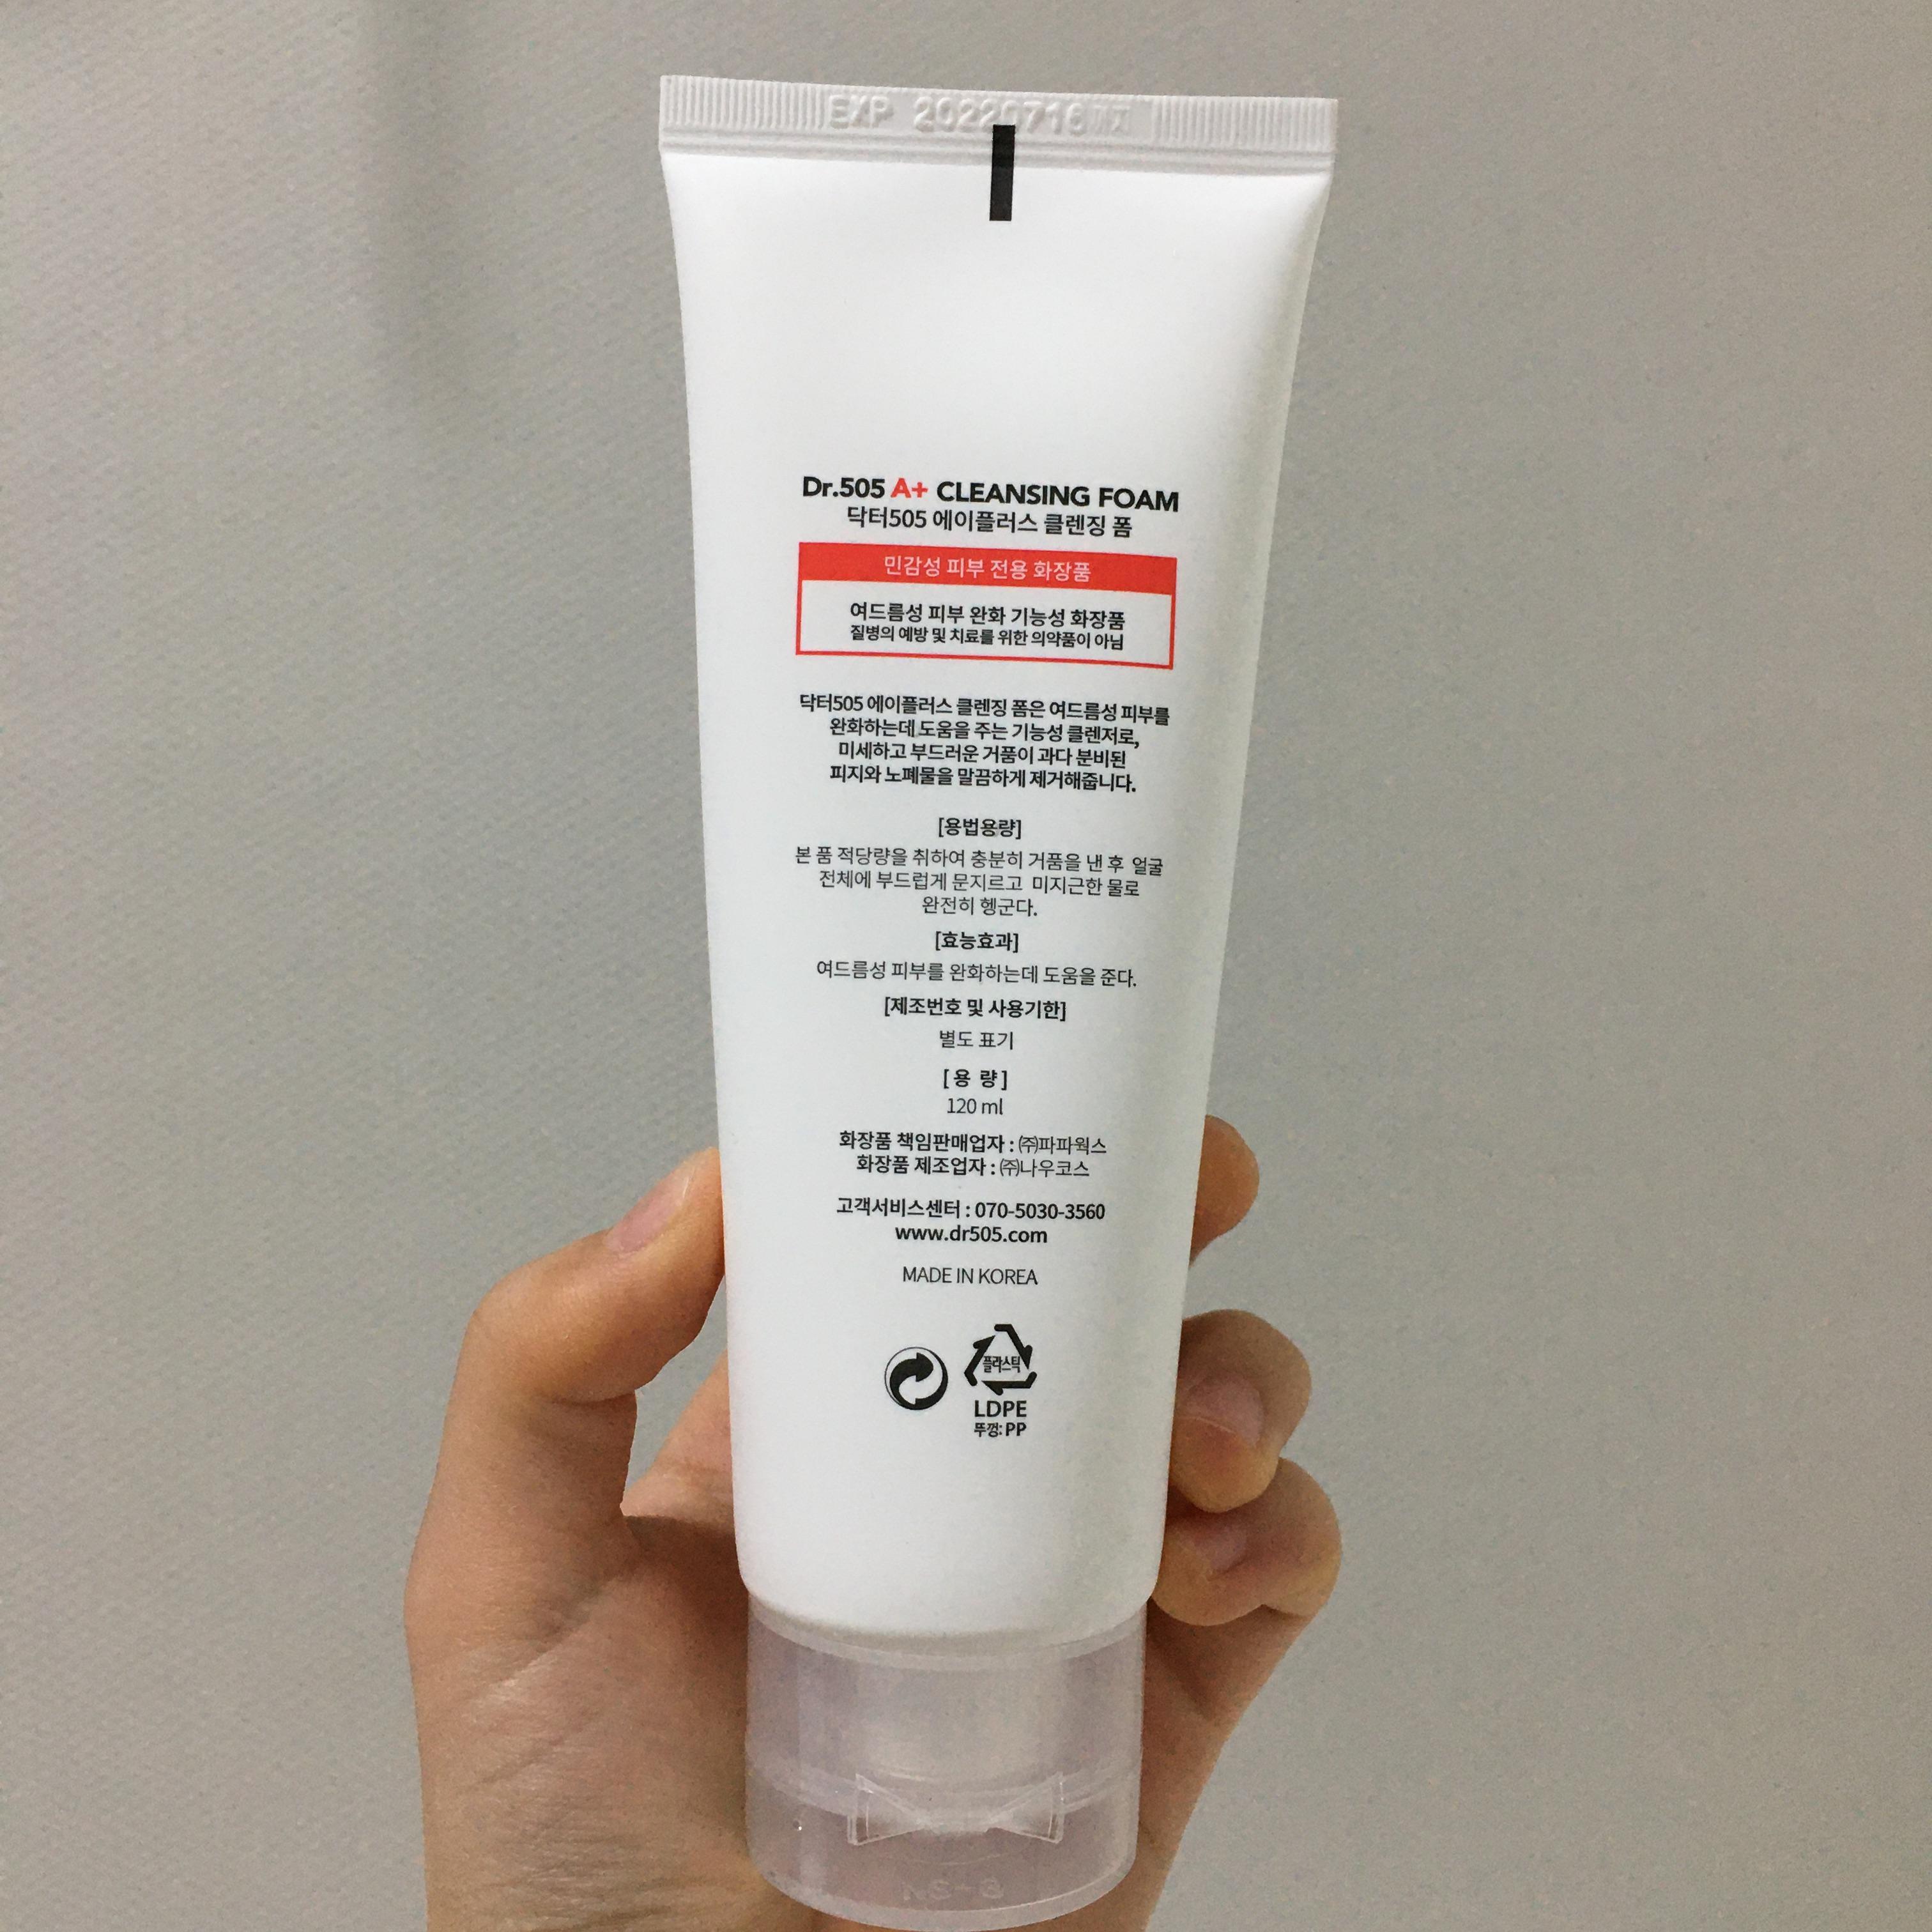 EXP 20220716까지
Dr.505 A+ CLEANSING FOAM
닥터505 에이플러스 클렌징 폼
민감성 피부 전용 화장품
여드름성 피부 완화 기능성 화장품
질병의 예방 및 치료를 위한 의약품이 아님
닥터505 에이플러스 클렌징 폼은 여드름성 피부를
완화하는데 도움을 주는 기능성 클렌저로,
미세하고 부드러운 거품이 과다 분비된
피지와 노폐물을 말끔하게 제거해줍니다.
[용법용량]
본 품 적당량을 취하여 충분히 거품을 낸 후 얼굴
전체에 부드럽게 문지르고 미지근한 물로
완전히 헹군다.
[효능효과]
여드름성 피부를 완화하는데 도움을 준다.
[제조번호 및 사용기한]
별도 표기
[ 용 량 ]
120 ml
화장품 책임판매업자 : ㈜파파웍스
화장품 제조업자 : ㈜나우코스
고객서비스센터 : 070-5030-3560
www.dr505.com
MADE IN KOREA
플라스틱
LDPE
뚜껑: PP